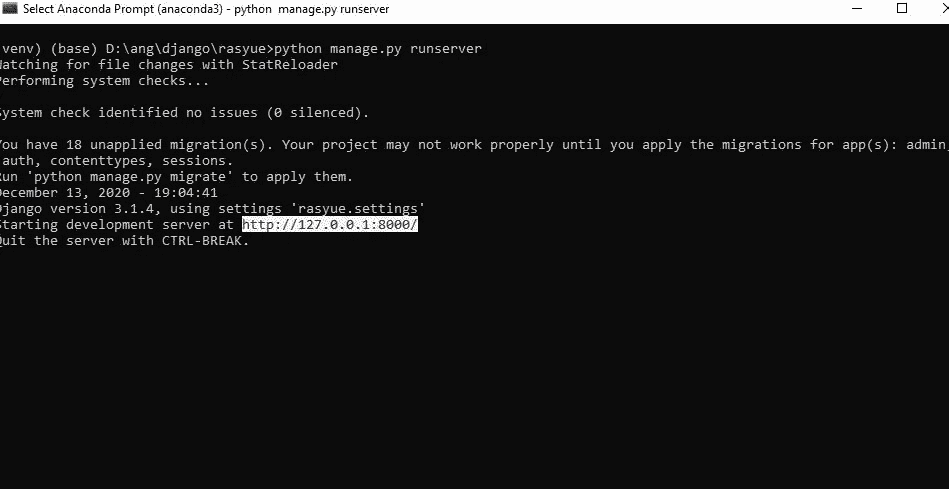 Select Anaconda Prompt (anaconda3) - python  manage.py runserver
venv) (base) D:\ang\django\rasyue>python manage.py runserver
Watching for file changes with StatReloader
Performing system checks...
System check identified no issues (0 silenced).
You have 18 unapplied migration(s). Your project may not work properly until you apply the migrations for app(s): admin,
auth, contenttypes, sessions.
Run 'python manage.py migrate' to apply them.
December 13, 2020 - 19:04:41
Django version 3.1.4, using settings 'rasyue.settings'
Starting development server at http://127.0.0.1:8000/
Quit the server with CTRL-BREAK.